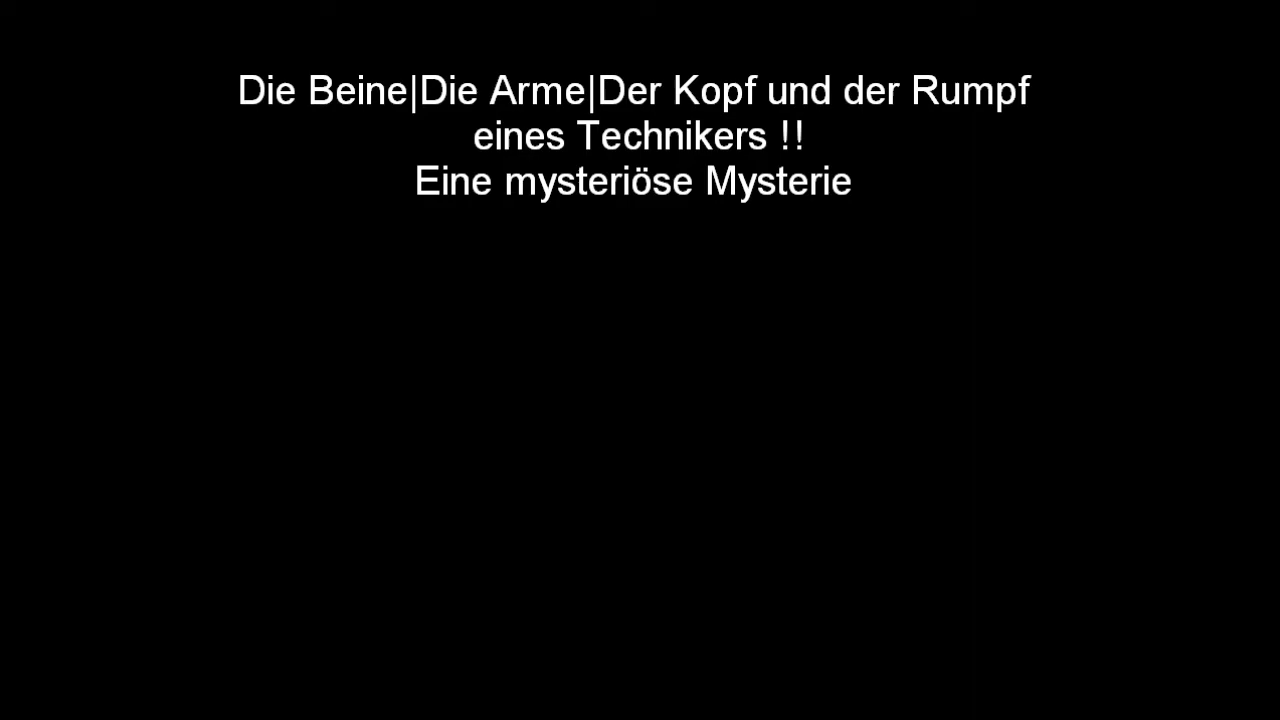 Die Beine|Die Arme|Der Kopf und der Rumpf
eines Technikers !!
Eine mysteriöse Mysterie